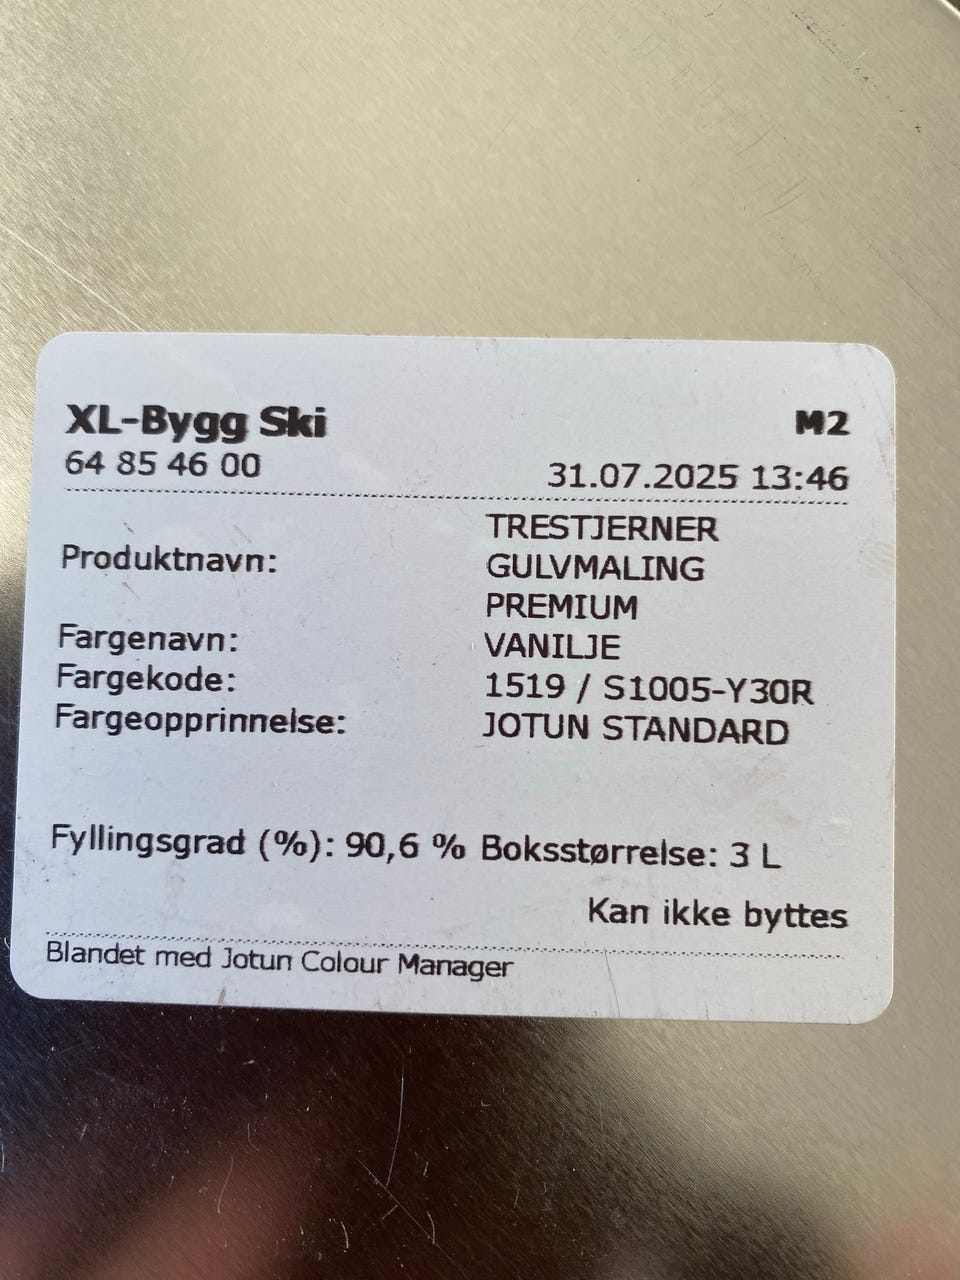 XL-Bygg Ski M2
64 85 46 00 31.07.2025 13:46
Produktnavn: TRESTJERNER
GULVMALING
PREMIUM
Fargenavn: VANILJE
Fargekode: 1519 / S1005-Y30R
Fargeopprinnelse: JOTUN STANDARD
Fyllingsgrad (%): 90,6 % Boksstørrelse: 3 L
Kan ikke byttes
Blandet med Jotun Colour Manager